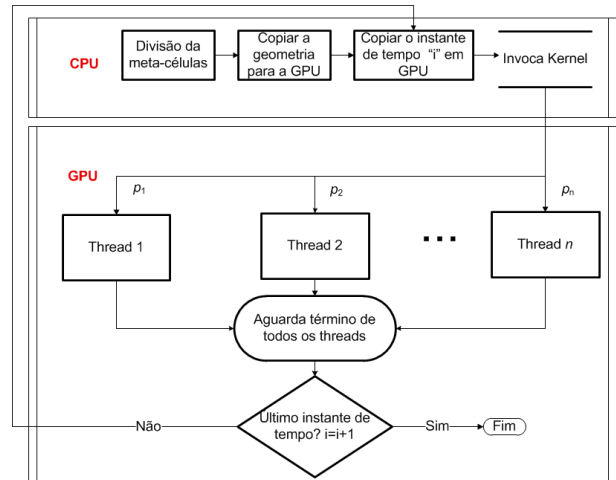 CPU
Divisão da
meta-células
Copiar a
geometria
para a GPU
Copiar o instante
de tempo “i” em
GPU
Invoca Kernel
GPU
p1
p2
pn
Thread 1
Thread 2
...
Thread n
Aguarda término de
todos os threads
Último instante de
tempo? i=i+1
Não
Sim
Fim